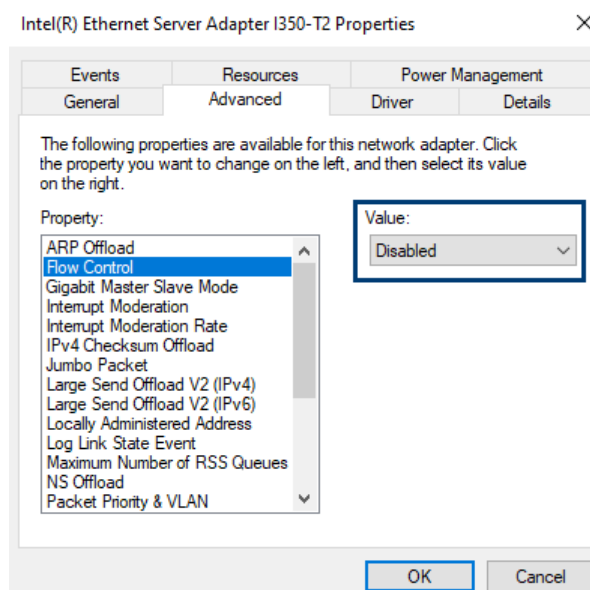 Intel(R) Ethernet Server Adapter I350-T2 Properties
Events Resources Power Management
General Advanced Driver Details
The following properties are available for this network adapter. Click
the property you want to change on the left, and then select its value
on the right.
Property:
Value:
ARP Offload
Flow Control
Gigabit Master Slave Mode
Interrupt Moderation
Interrupt Moderation Rate
IPv4 Checksum Offload
Jumbo Packet
Large Send Offload V2 (IPv4)
Large Send Offload V2 (IPv6)
Locally Administered Address
Log Link State Event
Maximum Number of RSS Queues
NS Offload
Packet Priority & VLAN
Disabled
OK Cancel